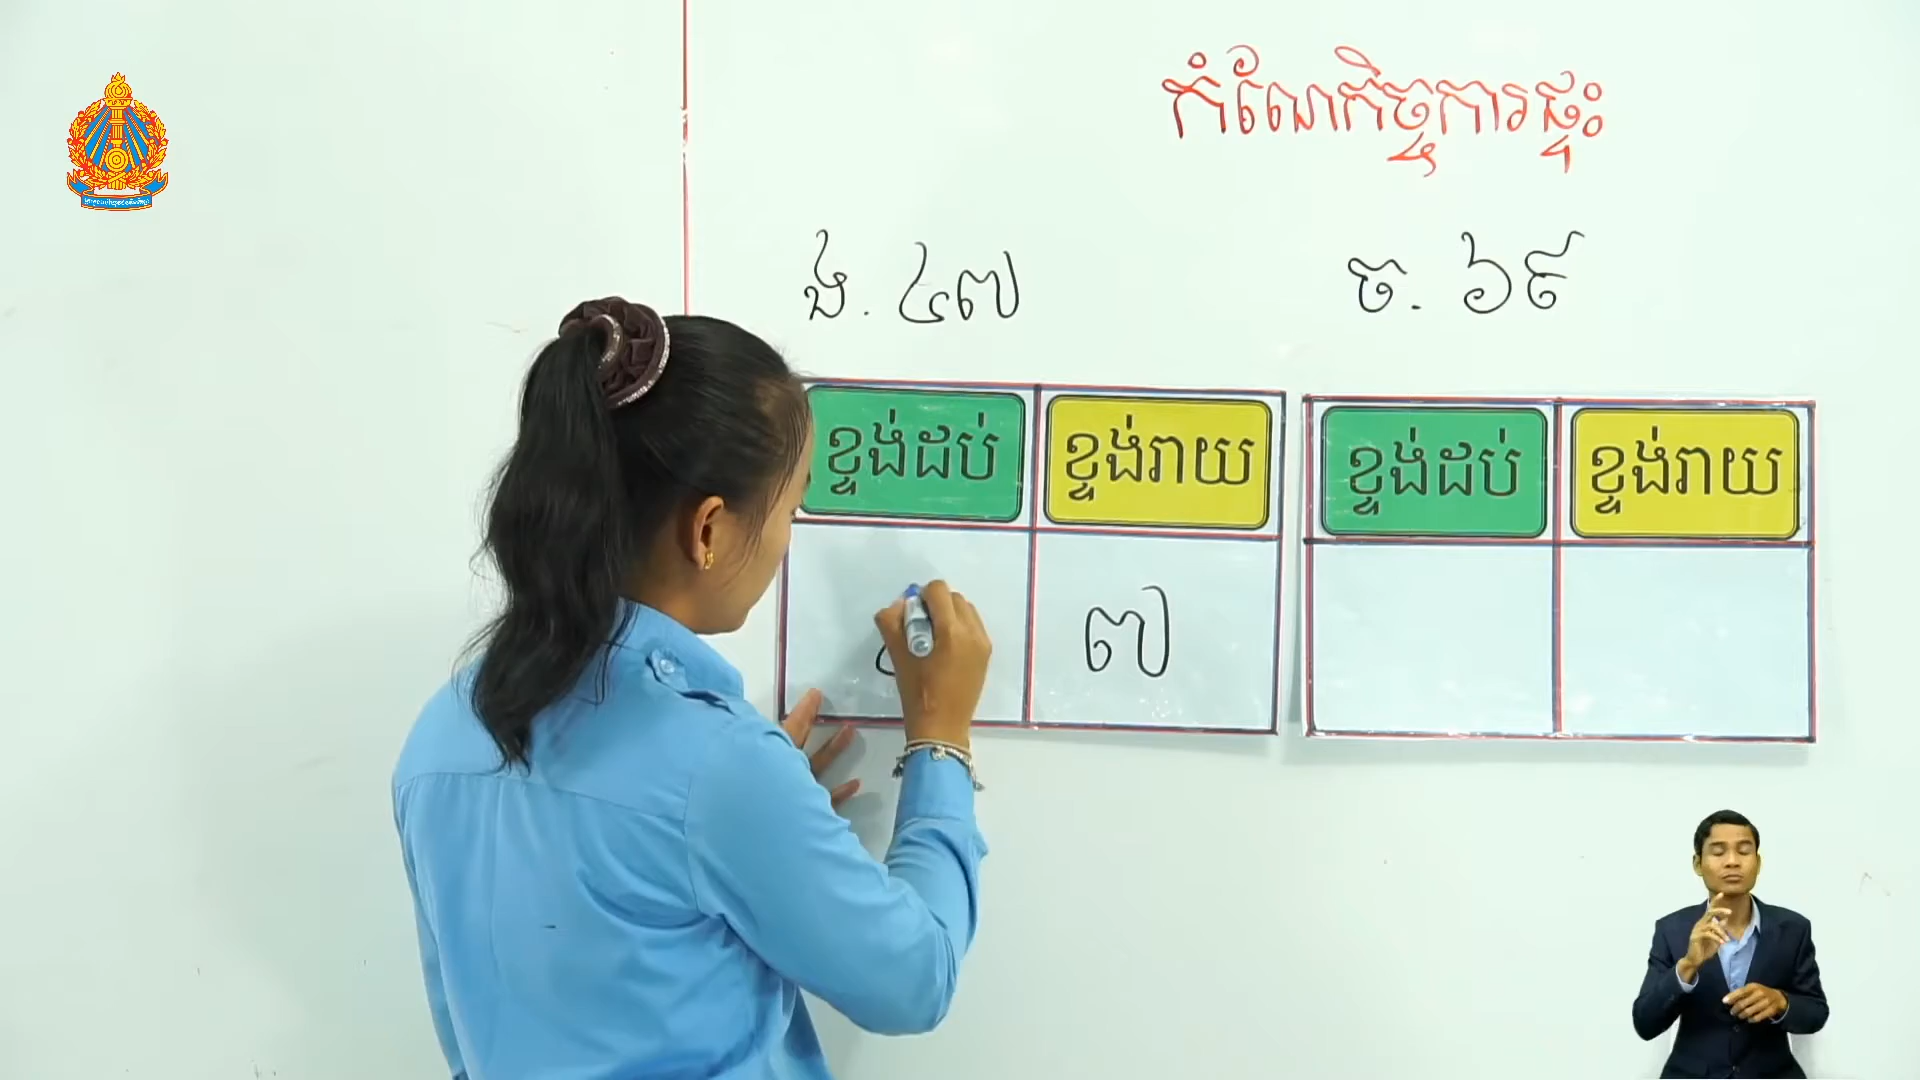 កំណែកិច្ចការផ្ទះ
ង. ៤៧
ច. ៦៩
ខ្ទង់ដប់ ខ្ទង់រាយ
ខ្ទង់ដប់ ខ្ទង់រាយ
៧